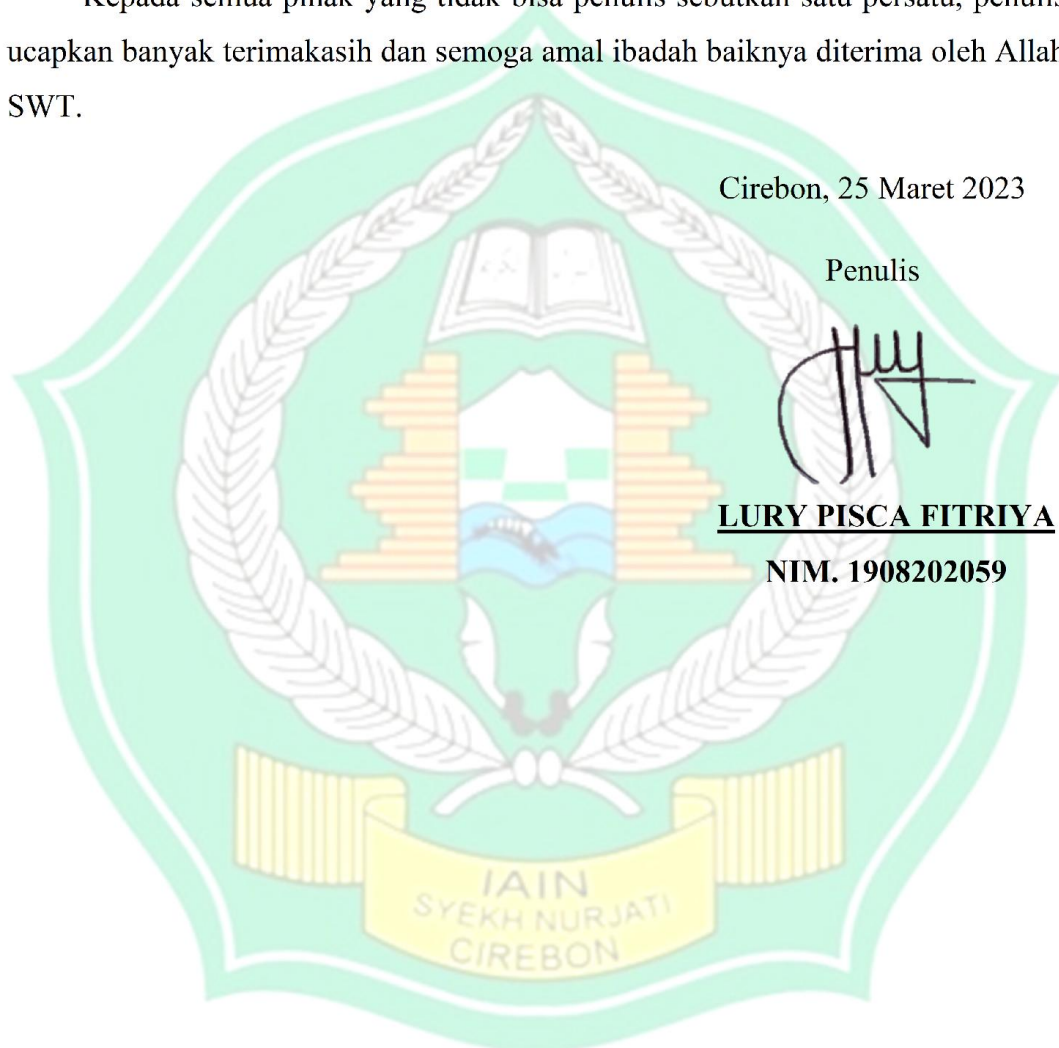 Kepada semua pihak yang tidak bisa penulis sebutkan satu persatu, penulis
ucapkan banyak terimakasih dan semoga amal ibadah baiknya diterima oleh Allah
SWT.
Cirebon, 25 Maret 2023
Penulis
LURY PISCA FITRIYA
NIM. 1908202059
IAIN
SYEKH NURJATI
CIREBON